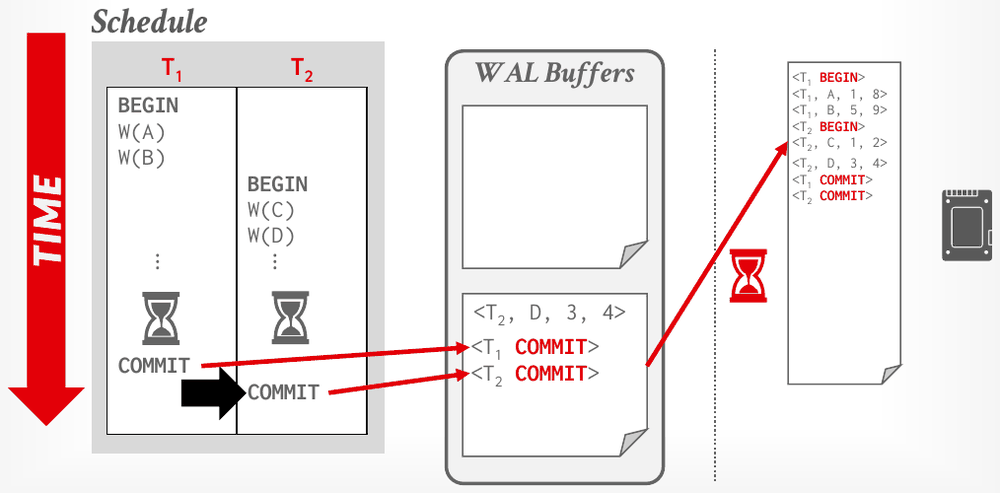 Schedule
TIME
T1 T2
BEGIN
W(A)
W(B)
BEGIN
W(C)
W(D)
⋮ ⋮
COMMIT
COMMIT
WAL Buffers
<T2, D, 3, 4>
<T1 COMMIT>
<T2 COMMIT>
<T1 BEGIN>
<T1, A, 1, 8>
<T1, B, 5, 9>
<T2 BEGIN>
<T2, C, 1, 2>
<T2, D, 3, 4>
<T1 COMMIT>
<T2 COMMIT>